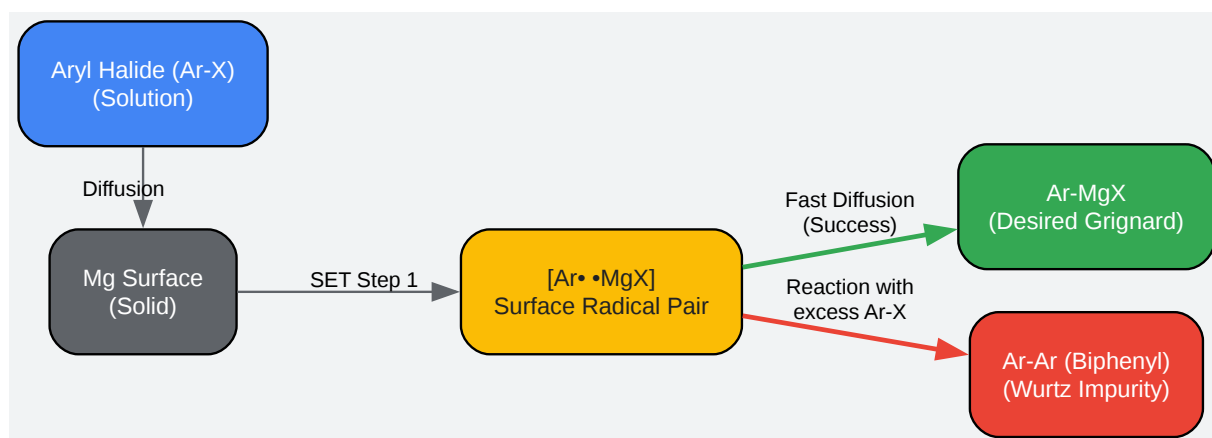 Aryl Halide (Ar-X)
(Solution)
Diffusion
Mg Surface
(Solid)
SET Step 1
[Ar• •MgX]
Surface Radical Pair
Fast Diffusion
(Success)
Ar-MgX
(Desired Grignard)
Reaction with
excess Ar-X
Ar-Ar (Biphenyl)
(Wurtz Impurity)